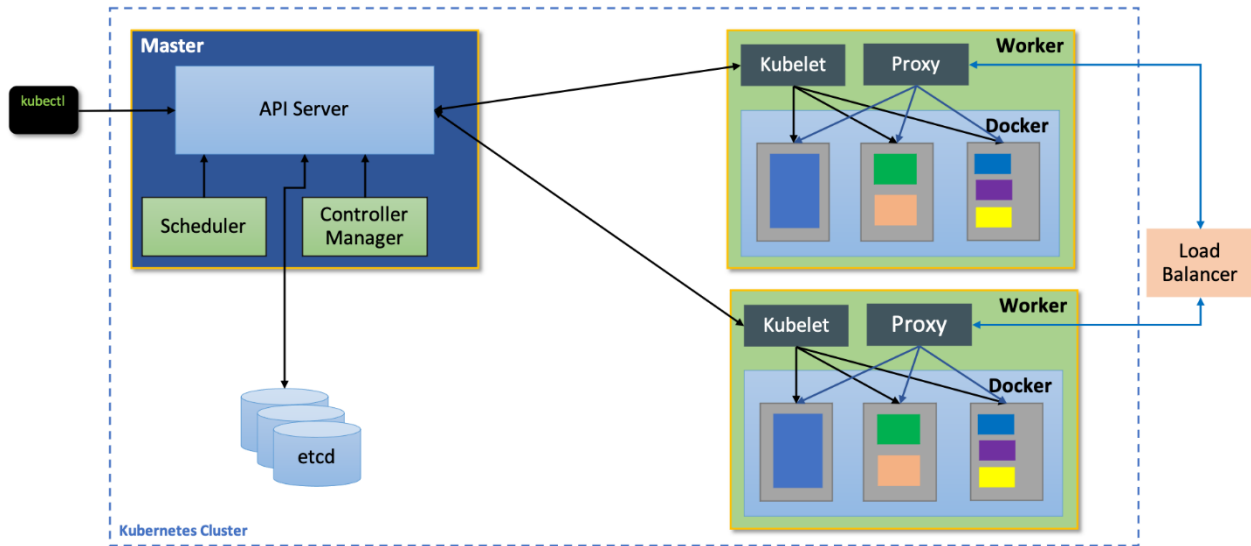 Master
API Server
kubectl
Scheduler
Controller
Manager
etcd
Kubernetes Cluster
Worker
Kubelet
Proxy
Docker
Worker
Kubelet
Proxy
Docker
Load
Balancer